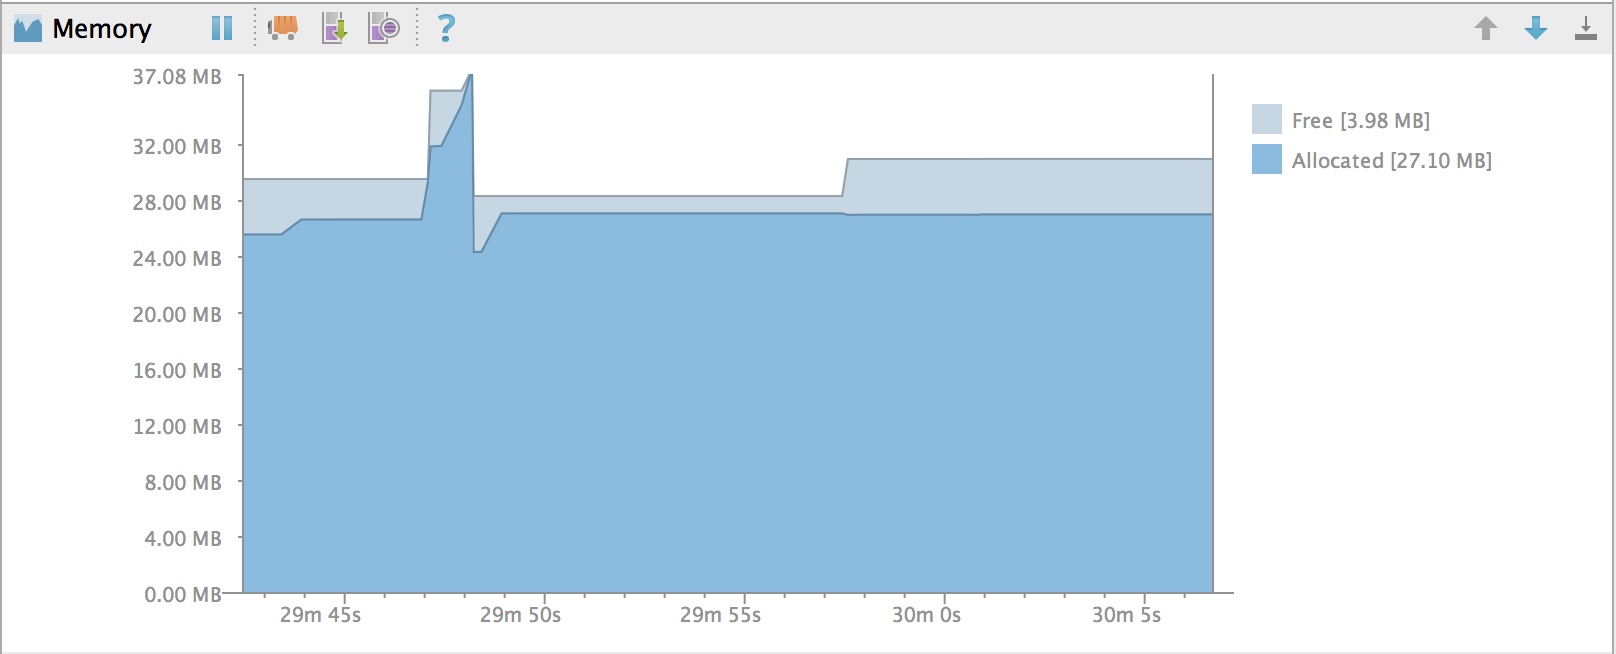 Memory
?
37.08 MB
32.00 MB
28.00 MB
24.00 MB
20.00 MB
16.00 MB
12.00 MB
8.00 MB
4.00 MB
0.00 MB
29m 45s 29m 50s 29m 55s 30m 0s 30m 5s
Free [3.98 MB]
Allocated [27.10 MB]